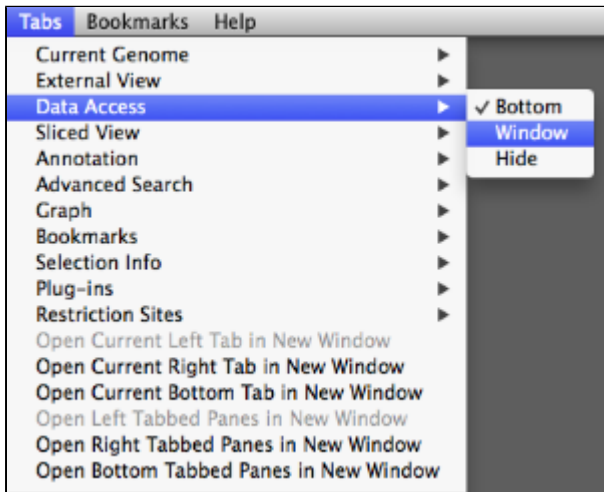 Tabs Bookmarks Help
Current Genome
External View
Data Access
✓ Bottom
Sliced View
Window
Annotation
Hide
Advanced Search
Graph
Bookmarks
Selection Info
Plug-ins
Restriction Sites
Open Current Left Tab in New Window
Open Current Right Tab in New Window
Open Current Bottom Tab in New Window
Open Left Tabbed Panes in New Window
Open Right Tabbed Panes in New Window
Open Bottom Tabbed Panes in New Window